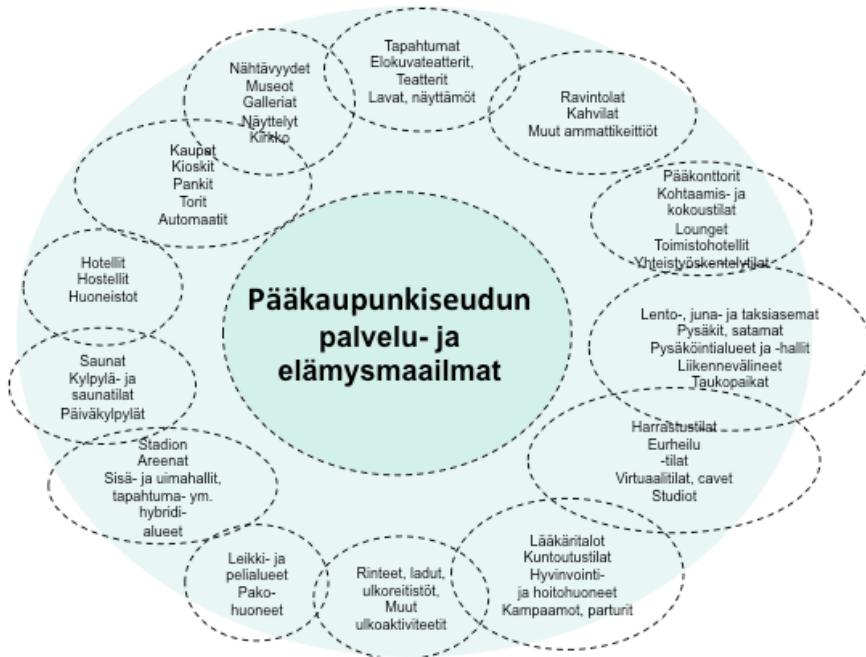 Tapahtumat
Elokuvateatterit,
Teatterit
Lavat, näyttämöt
Ravintolat
Kahvilat
Muut ammattikeittiöt
Pääkonttorit
Kohtaamis- ja
kokoustilat
Lounget
Toimistohotellit
Yhteistyöskentelytilat
Lento-, juna- ja taksiasemat
Pysäkit, satamat
Pysäköintialueet ja -hallit
Liikennevälineet
Taukopaikat
Harrastustilat
Eurheilu
-tilat
Virtuaalitilat, cavet
Studiot
Lääkäritalot
Kuntoutustilat
Hyvinvointi-
ja hoitohuoneet
Kampaamot, parturit
Rinteet, ladut,
ulkoreitistöt,
Muut
ulkoaktiviteetit
Leikki- ja
pelialueet
Pako-
huoneet
Stadion
Areenat
Sisä- ja uimahallit,
tapahtuma- ym.
hybridi-
alueet
Saunat
Kylpylä- ja
saunatilat
Päiväkylpylät
Hotellit
Hostellit
Huoneistot
Kaupat
Kioskit
Pankit
Torit
Automaatit
Nähtävyydet
Museot
Galleriat
Näyttelyt
Kirkko
Pääkaupunkiseudun
palvelu- ja
elämysmaailmat